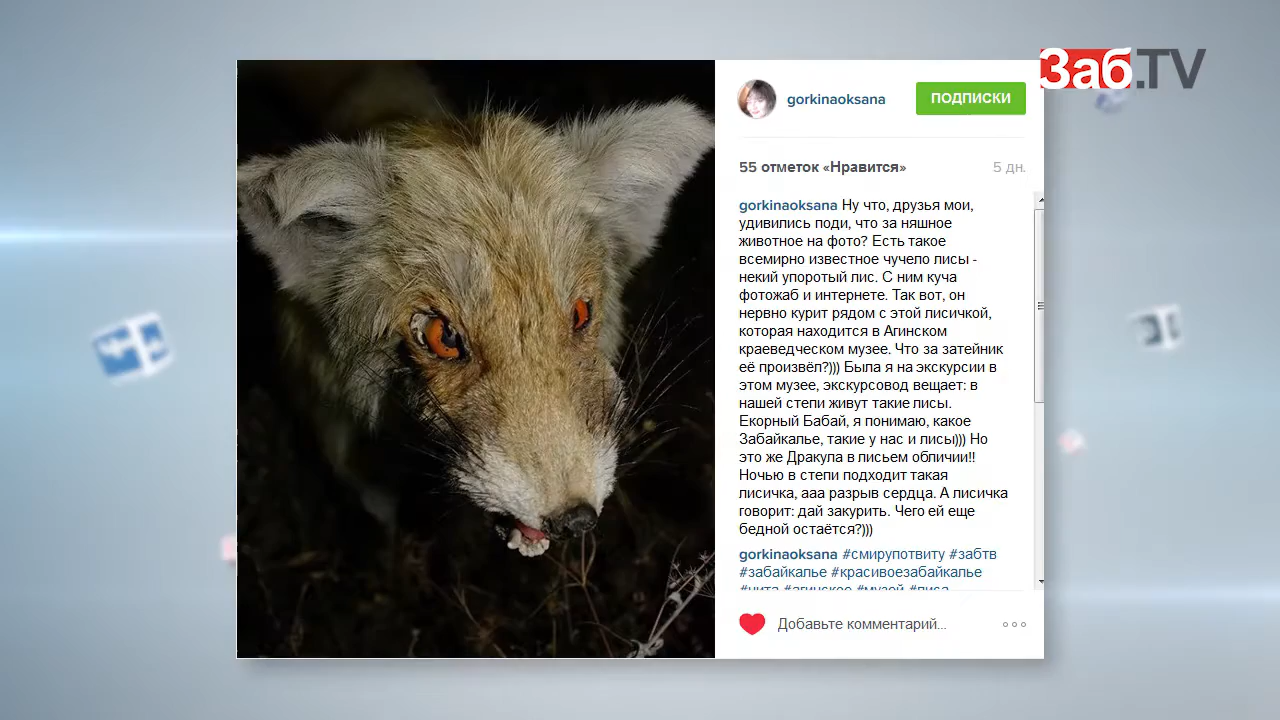 Заб.TV
gorkinaoksana
ПОДПИСКИ
55 отметок «Нравится»
5 дн.
gorkinaoksana Ну что, друзья мои,
удивились поди, что за няшное
животное на фото? Есть такое
всемирно известное чучело лисы -
некий упоротый лис. С ним куча
фотожаб и интернете. Так вот, он
нервно курит рядом с этой лисичкой,
которая находится в Агинском
краеведческом музее. Что за затейник
её произвёл?))) Была я на экскурсии в
этом музее, экскурсовод вещает: в
нашей степи живут такие лисы.
Екорный Бабай, я понимаю, какое
Забайкалье, такие у нас и лисы))) Но
это же Дракула в лисьем обличии!!
Ночью в степи подходит такая
лисичка, ааа разрыв сердца. А лисичка
говорит: дай закурить. Чего ей еще
бедной остаётся?)))
gorkinaoksana #смирупотвиту #забтв
#забайкалье #красивоезабайкалье
#чита #агинское #музей #лиса
Добавьте комментарий...